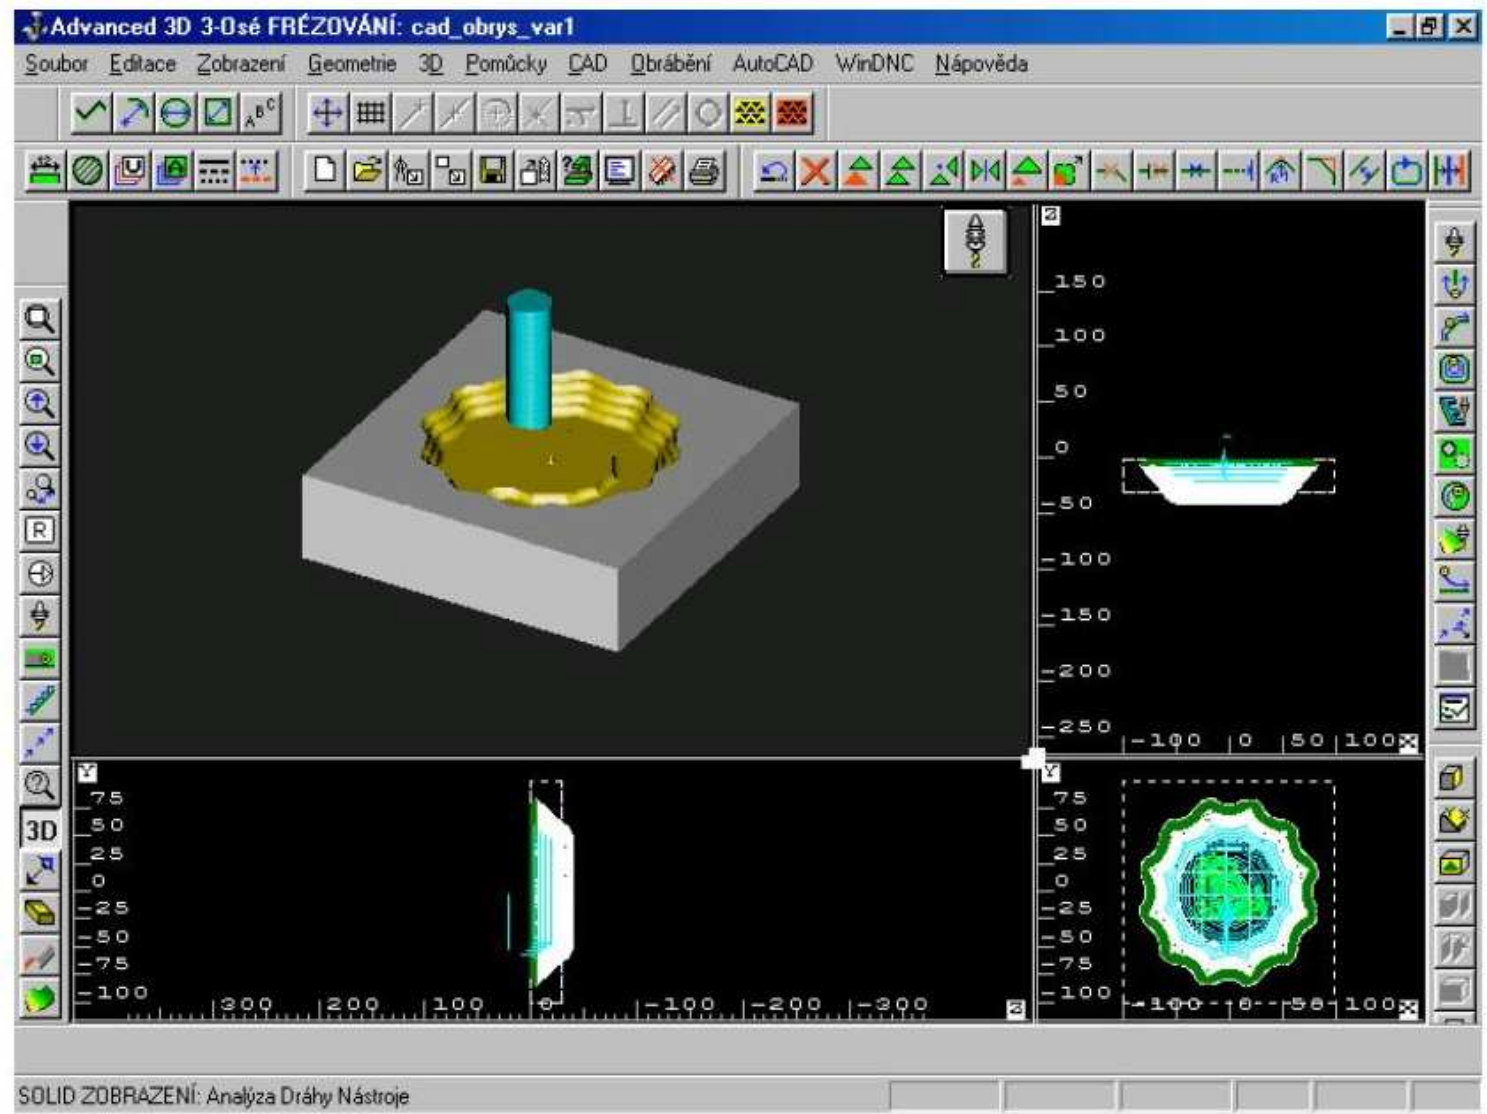 Advanced 3D 3-Osé FRÉZOVÁNÍ: cad_obrys_var1
Soubor Editace Zobrazení Geometrie 3D Pomůcky CAD Obrábění AutoCAD WinDNC Nápověda
A B C
12
R
3D
Z
150
100
50
0
-50
-100
-150
-200
-250
-100 0 50 100 X
Y
75
50
25
0
-25
-50
-75
-100
300 200 100 0 -100 -200 -300 Z
Y
75
50
25
0
-25
-50
-75
-100
-100 0 50 100 X
SOLID ZOBRAZENÍ: Analýza Dráhy Nástroje